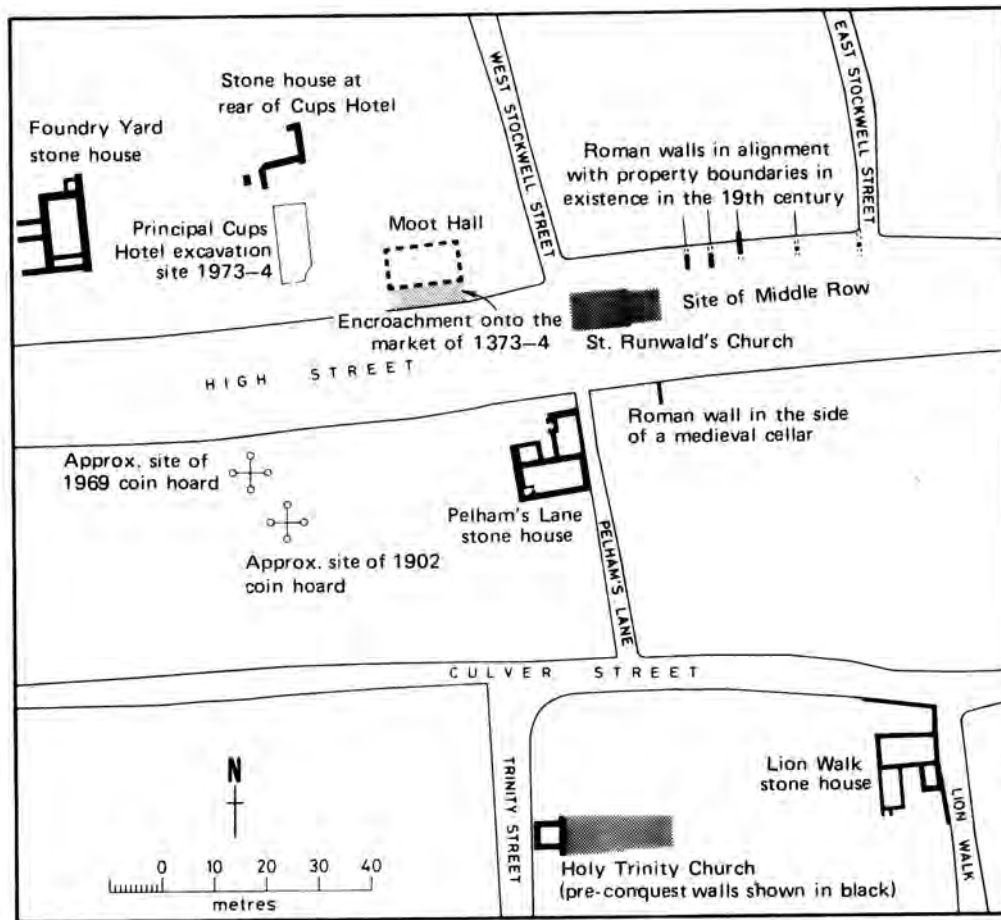 WEST STOCKWELL STREET
EAST STOCKWELL STREET
Stone house at
rear of Cups Hotel
Foundry Yard
stone house
Roman walls in alignment
with property boundaries in
existence in the 19th century
Principal Cups
Hotel excavation
site 1973–4
Moot Hall
Site of Middle Row
Encroachment onto the
market of 1373–4
St. Runwald's Church
HIGH STREET
Roman wall in the side
of a medieval cellar
Approx. site of
1969 coin hoard
Pelham's Lane
stone house
PELHAM'S LANE
Approx. site of 1902
coin hoard
CULVER STREET
N
TRINITY STREET
Lion Walk
stone house
LION WALK
Holy Trinity Church
(pre-conquest walls shown in black)
0 10 20 30 40
metres